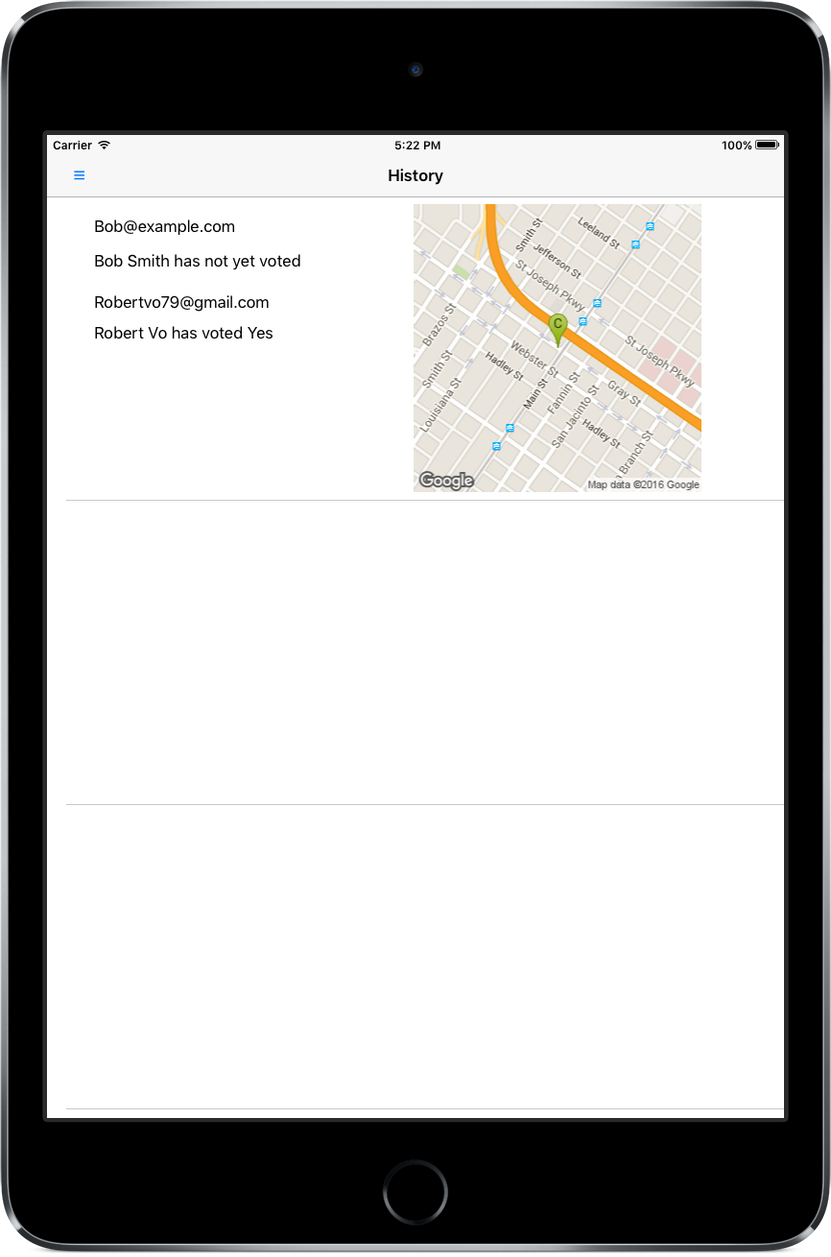 Carrier 5:22 PM 100%
History
Bob@example.com
Bob Smith has not yet voted
Robertvo79@gmail.com
Robert Vo has voted Yes
Smith St
Leeland St
Jefferson St
St Joseph Pkwy
Brazos St
C
St Joseph Pkwy
Webster St
Smith St
Hadley St
Louisiana St
Main St
Fannin St
Gray St
San Jacinto St
Hadley St
Branch St
Google
Map data ©2016 Google